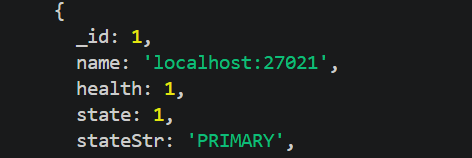 {
_id: 1,
name: 'localhost:27021',
health: 1,
state: 1,
stateStr: 'PRIMARY',